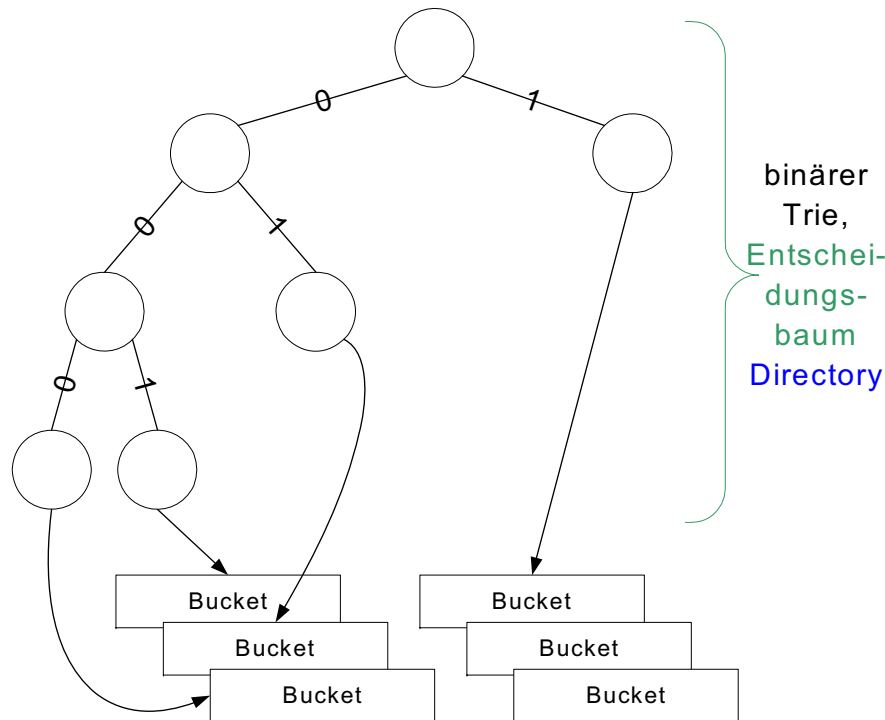 0
1
0
1
0
1
binärer
Trie,
Entschei-
dungs-
baum
Directory
Bucket
Bucket
Bucket
Bucket
Bucket
Bucket